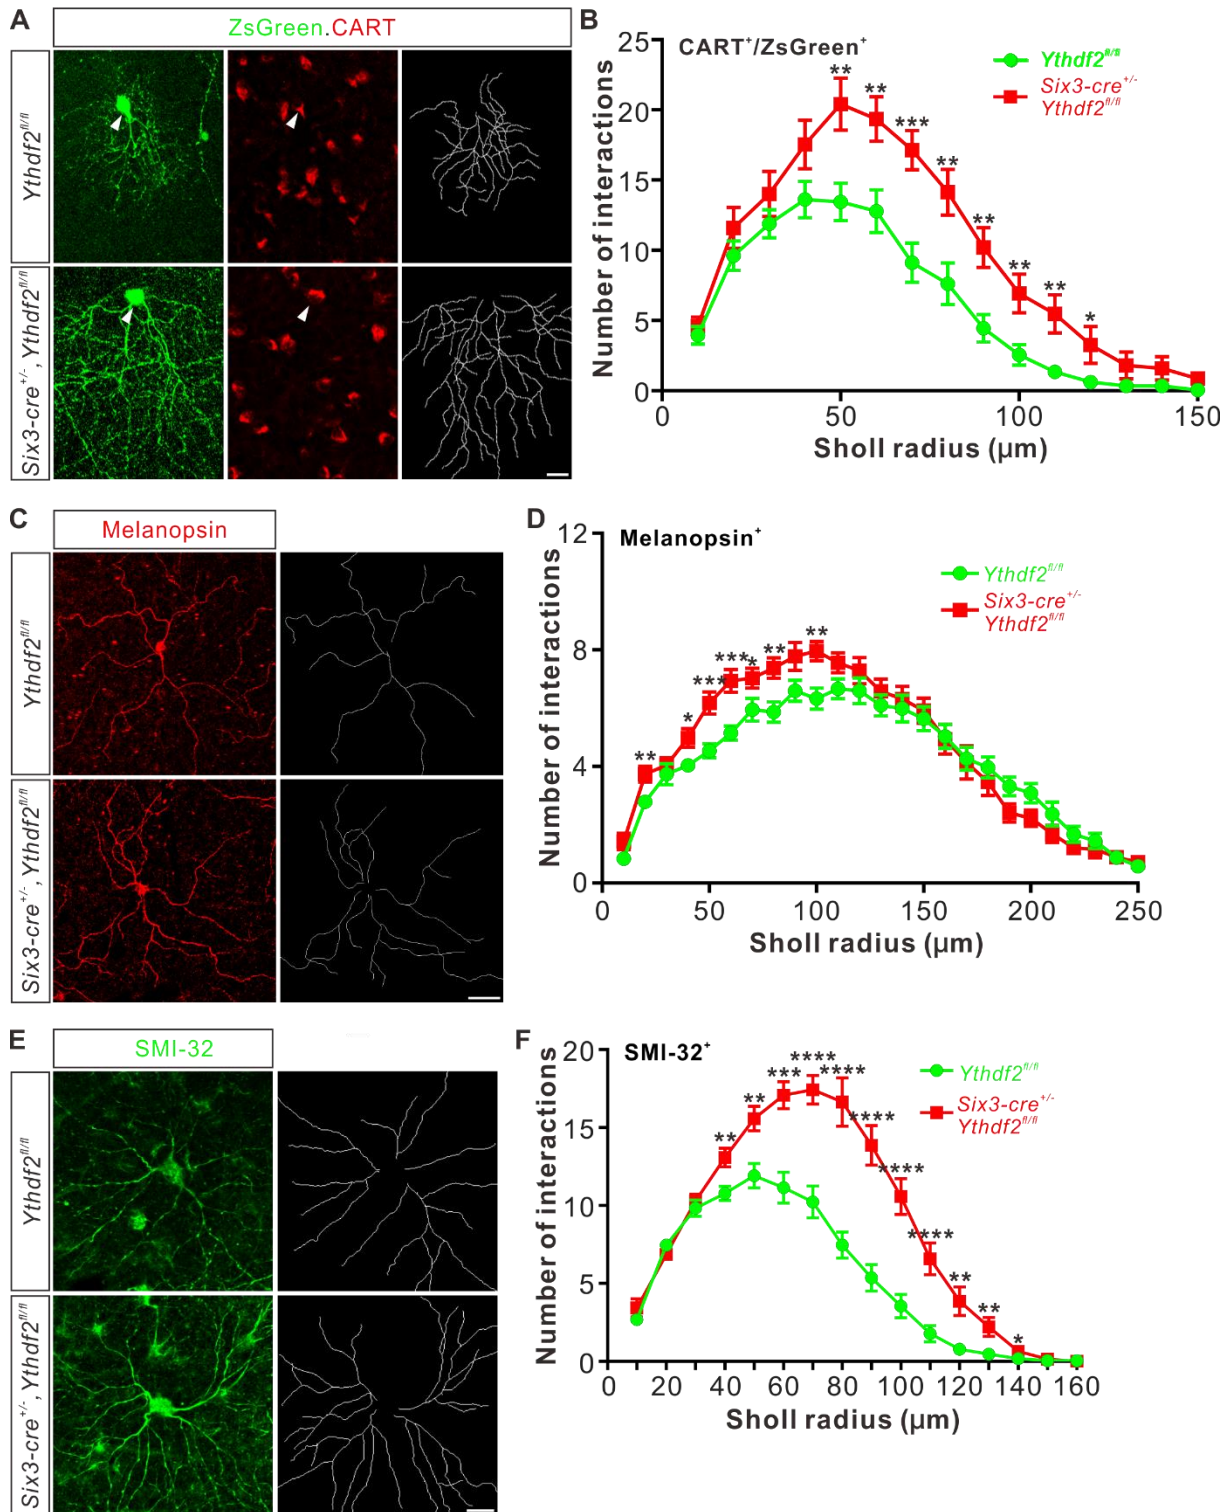 A
ZsGreen.CART
Ythdf2fl/fl
Six3-cre+/-, Ythdf2fl/fl
B
CART+/ZsGreen+
Ythdf2fl/fl
Six3-cre+/-
Ythdf2fl/fl
Number of interactions
25
20
15
10
5
0
** ** *** ** ** ** ** *
0 50 100 150
Sholl radius (µm)
C
Melanopsin
Ythdf2fl/fl
Six3-cre+/-, Ythdf2fl/fl
D
Melanopsin+
Ythdf2fl/fl
Six3-cre+/-
Ythdf2fl/fl
Number of interactions
12
8
4
0
** * *** *** * ** **
0 50 100 150 200 250
Sholl radius (µm)
E
SMI-32
Ythdf2fl/fl
Six3-cre+/-, Ythdf2fl/fl
F
SMI-32+
Ythdf2fl/fl
Six3-cre+/-
Ythdf2fl/fl
Number of interactions
20
15
10
5
0
** ** *** **** **** **** **** **** ** ** *
0 20 40 60 80 100 120 140 160
Sholl radius (µm)